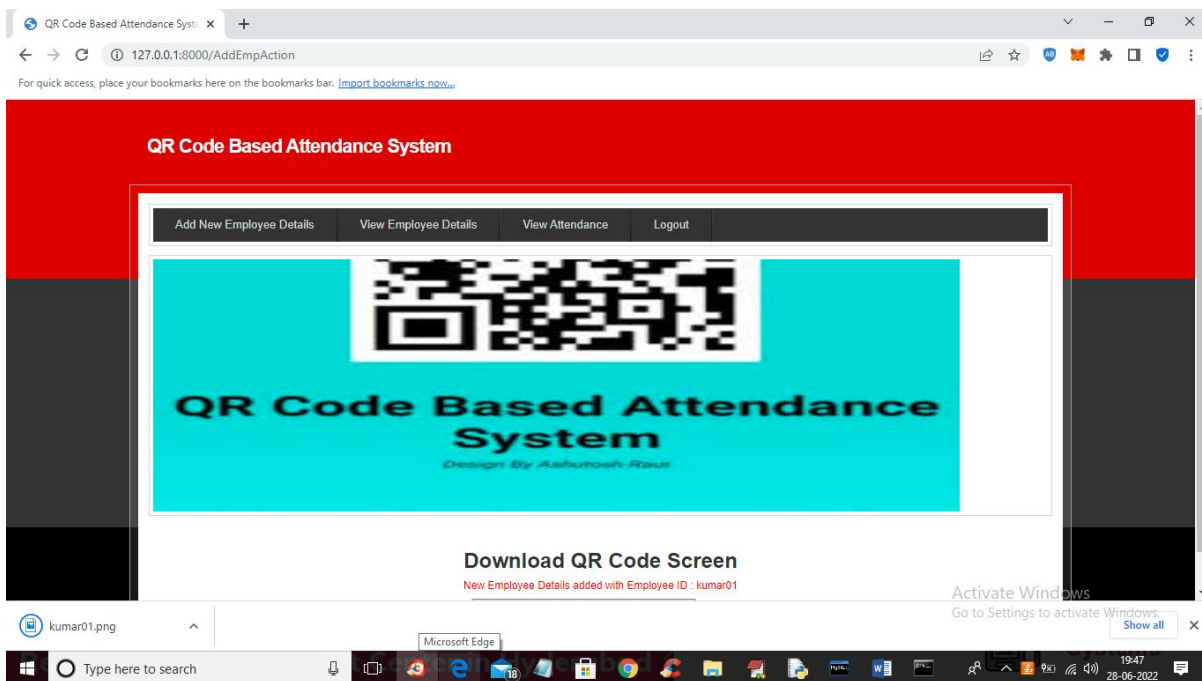 QR Code Based Attendance Syst
127.0.0.1:8000/AddEmpAction
For quick access, place your bookmarks here on the bookmarks bar. Import bookmarks now...
QR Code Based Attendance System
Add New Employee Details View Employee Details View Attendance Logout
QR Code Based Attendance
System
Design By Ashutosh Raut
Download QR Code Screen
New Employee Details added with Employee ID : kumar01
Activate Windows
Go to Settings to activate Windows.
kumar01.png
Show all
Microsoft Edge
Type here to search
18
19:47
28-06-2022